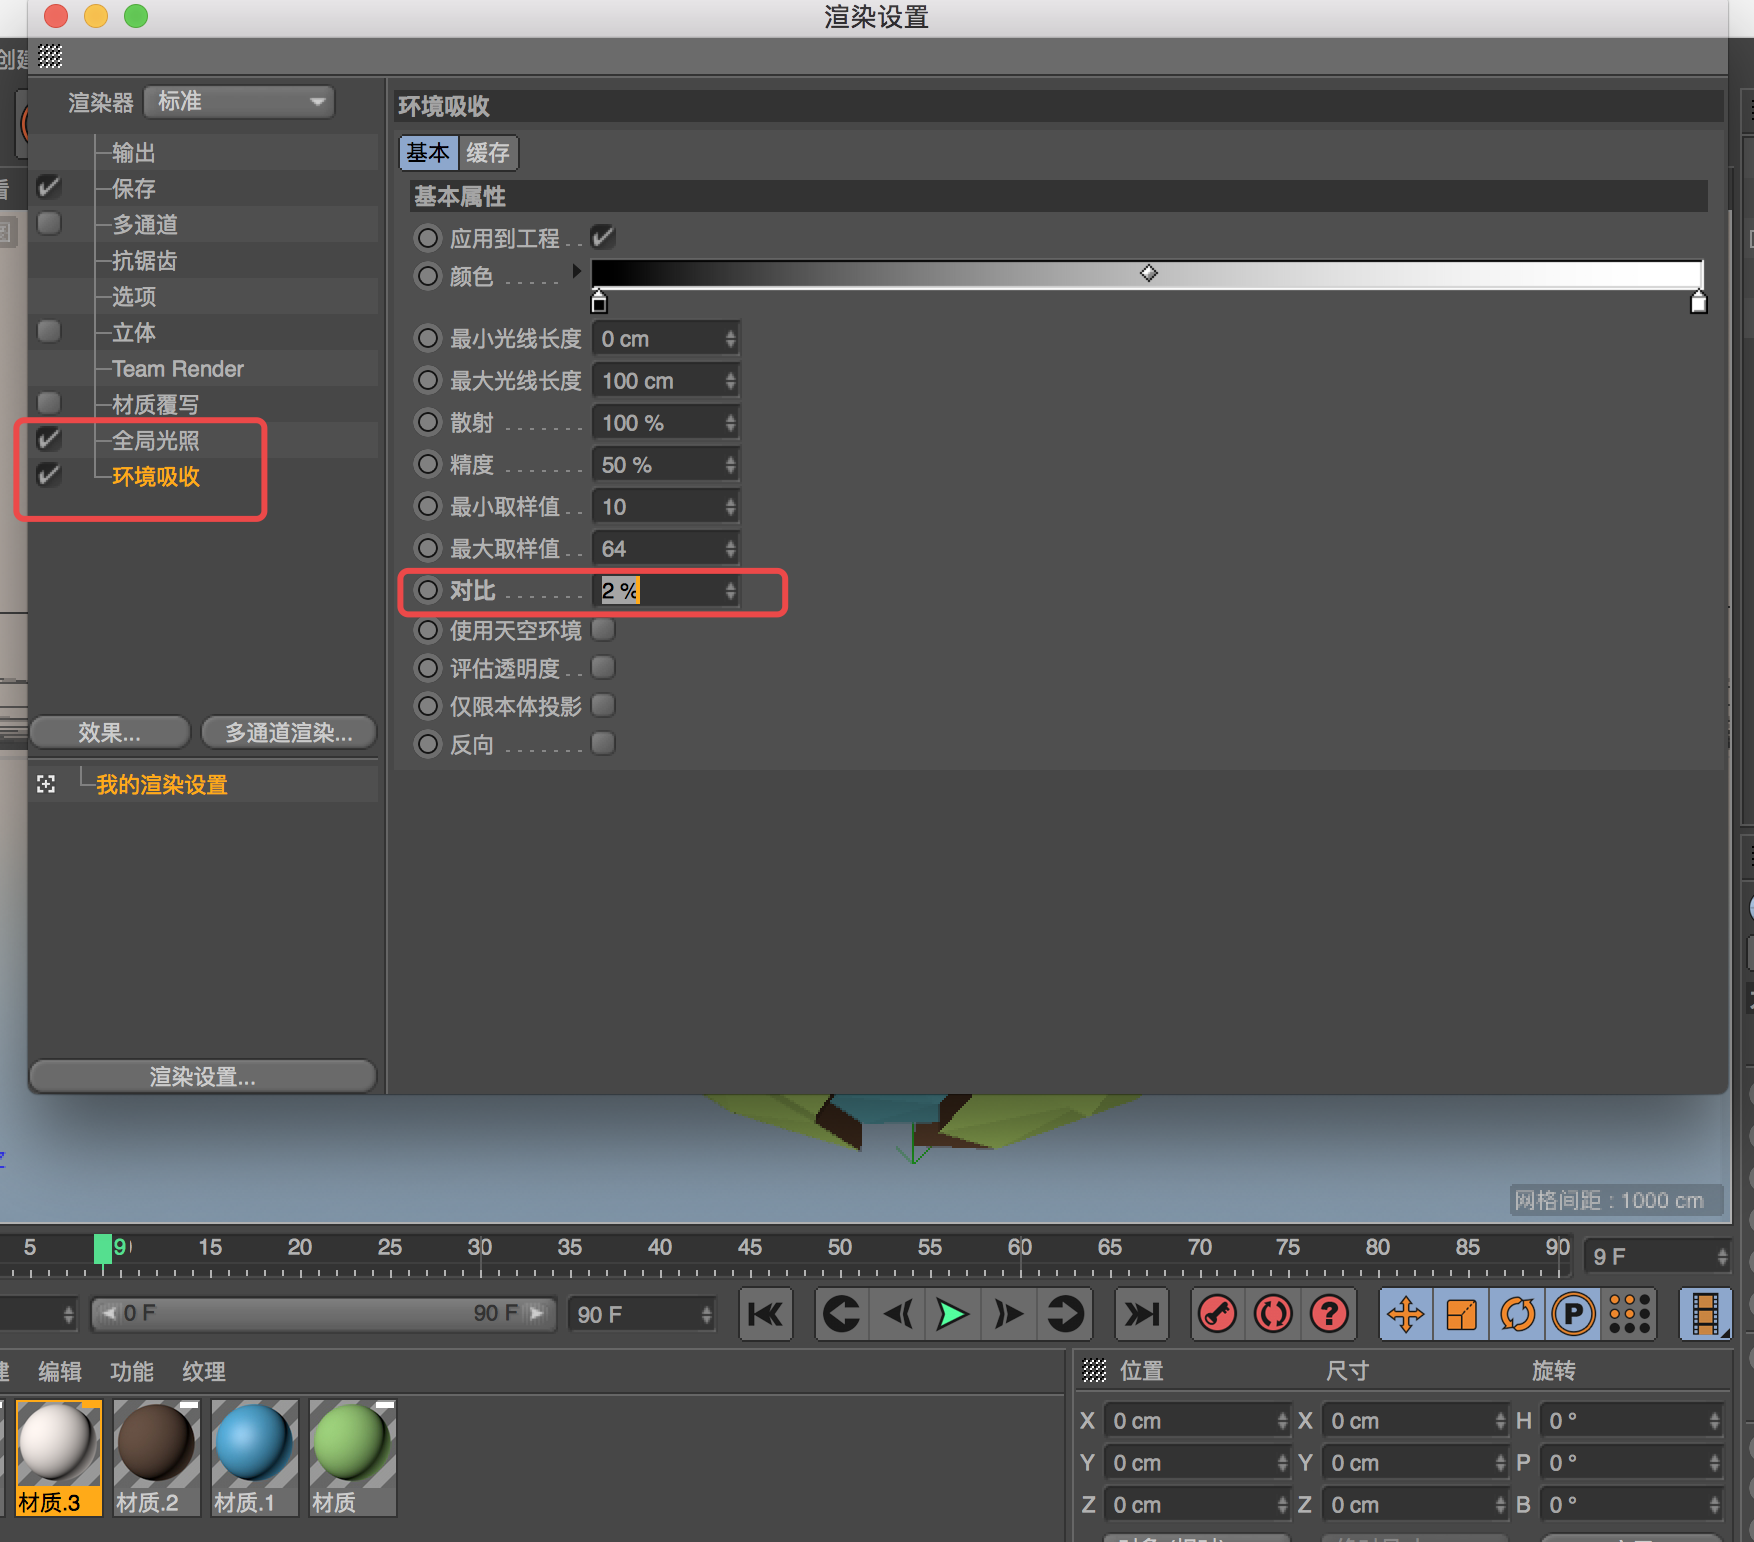 渲染设置
渲染器 标准
输出
保存
多通道
抗锯齿
选项
立体
Team Render
材质覆写
全局光照
环境吸收
效果...
多通道渲染...
我的渲染设置
渲染设置...
环境吸收
基本 缓存
基本属性
应用到工程 . .
颜色 . . . . .
最小光线长度 0 cm
最大光线长度 100 cm
散射 . . . . . . . 100 %
精度 . . . . . . . 50 %
最小取样值 . . 10
最大取样值 . . 64
对比 . . . . . . . 2 %
使用天空环境
评估透明度 . .
仅限本体投影
反向 . . . . . . .
网格间距 : 1000 cm
5 9 15 20 25 30 35 40 45 50 55 60 65 70 75 80 85 90 9 F
0 F 90 F 90 F
编辑 功能 纹理
材质.3 材质.2 材质.1 材质
位置 尺寸 旋转
X 0 cm X 0 cm H 0 °
Y 0 cm Y 0 cm P 0 °
Z 0 cm Z 0 cm B 0 °